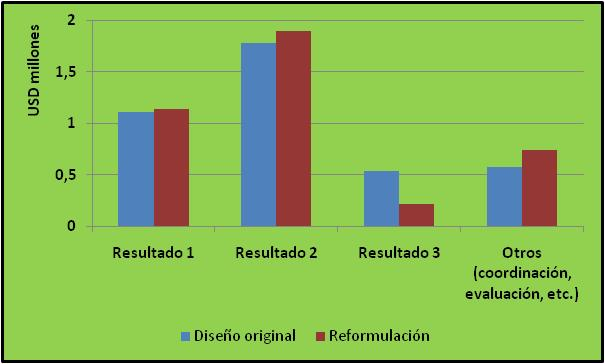 USD millones
2
1,5
1
0,5
0
Resultado 1
Resultado 2
Resultado 3
Otros
(coordinación,
evaluación, etc.)
Diseño original
Reformulación